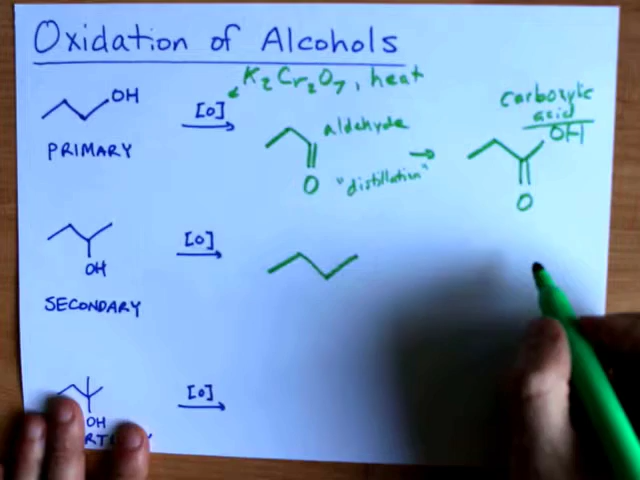 Oxidation of Alcohols
K2Cr2O7, heat
OH
[O]
PRIMARY
aldehyde
O
"distillation"
carboxylic
acid
OH
O
[O]
OH
SECONDARY
[O]
OH